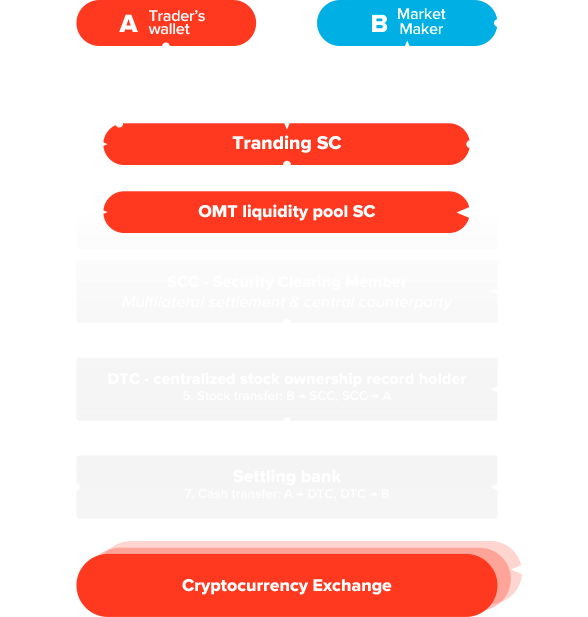 A Trader's
wallet
B Market
Maker
Tranding SC
OMT liquidity pool SC
SCC - Security Clearing Member
Multilateral settlement & central counterparty
DTC - centralized stock ownership record holder
5. Stock transfer: B → SCC, SCC → A
Settling bank
7. Cash transfer: A → DTC, DTC → B
Cryptocurrency Exchange